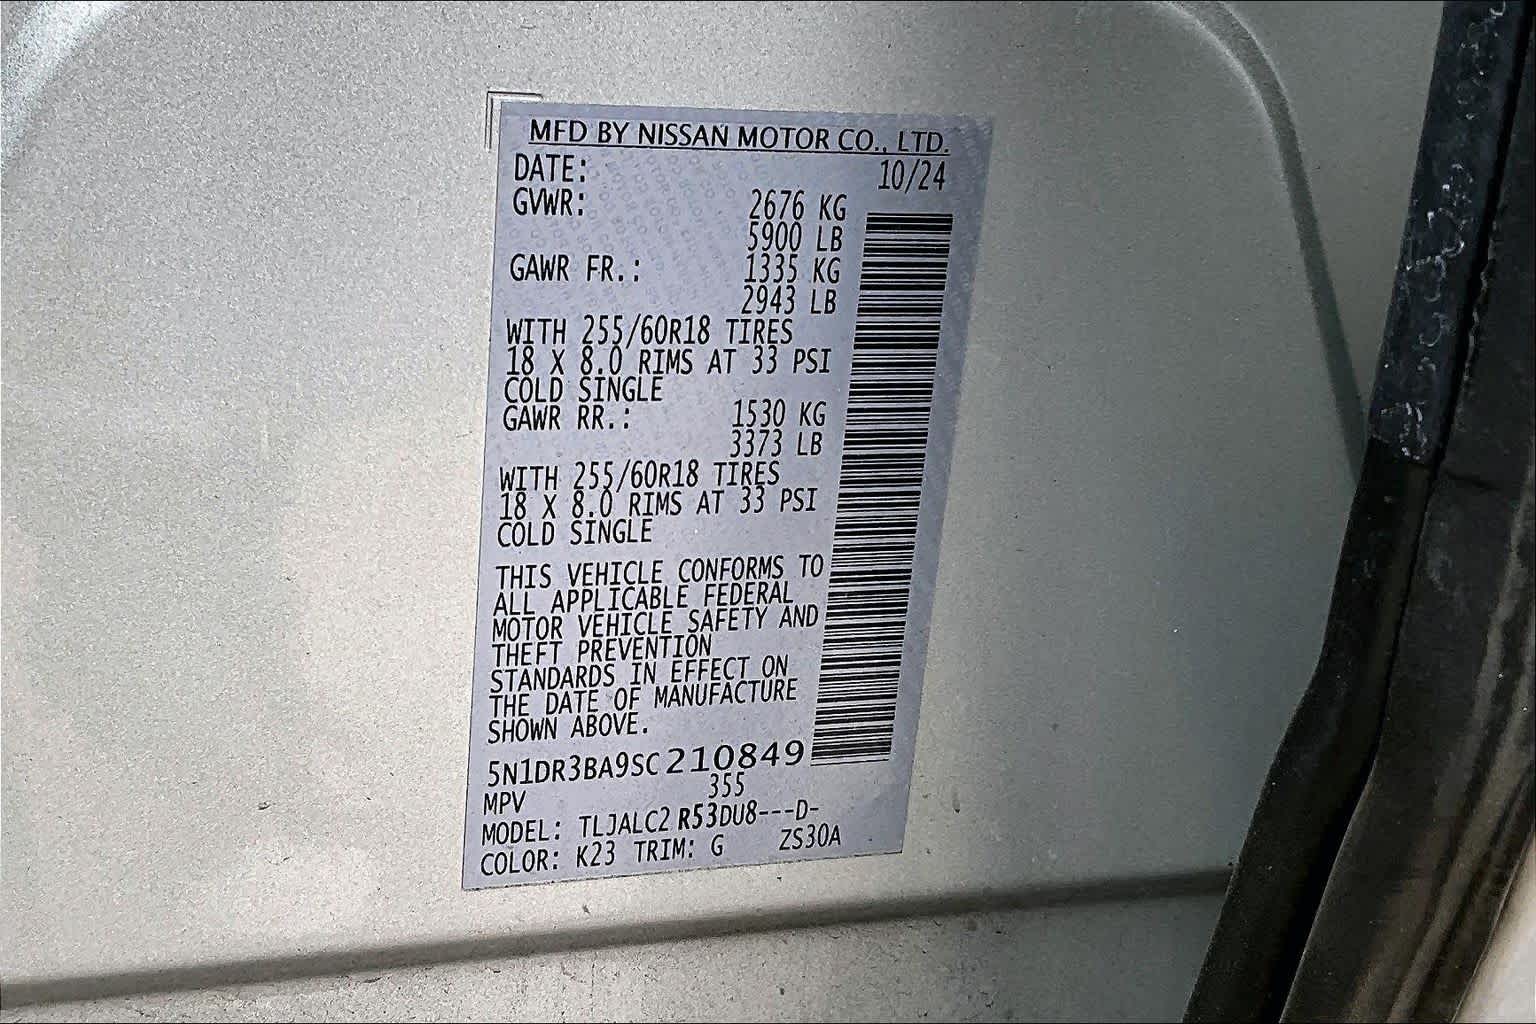 MFD BY NISSAN MOTOR CO., LTD.
DATE: 10/24
GVWR: 2676 KG
5900 LB
GAWR FR.: 1335 KG
2943 LB
WITH 255/60R18 TIRES
18 X 8.0 RIMS AT 33 PSI
COLD SINGLE
GAWR RR.: 1530 KG
3373 LB
WITH 255/60R18 TIRES
18 X 8.0 RIMS AT 33 PSI
COLD SINGLE
THIS VEHICLE CONFORMS TO
ALL APPLICABLE FEDERAL
MOTOR VEHICLE SAFETY AND
THEFT PREVENTION
STANDARDS IN EFFECT ON
THE DATE OF MANUFACTURE
SHOWN ABOVE.
5N1DR3BA9SC210849
MPV 355
MODEL: TLJALC2 R53DU8---D-
COLOR: K23 TRIM: G ZS30A